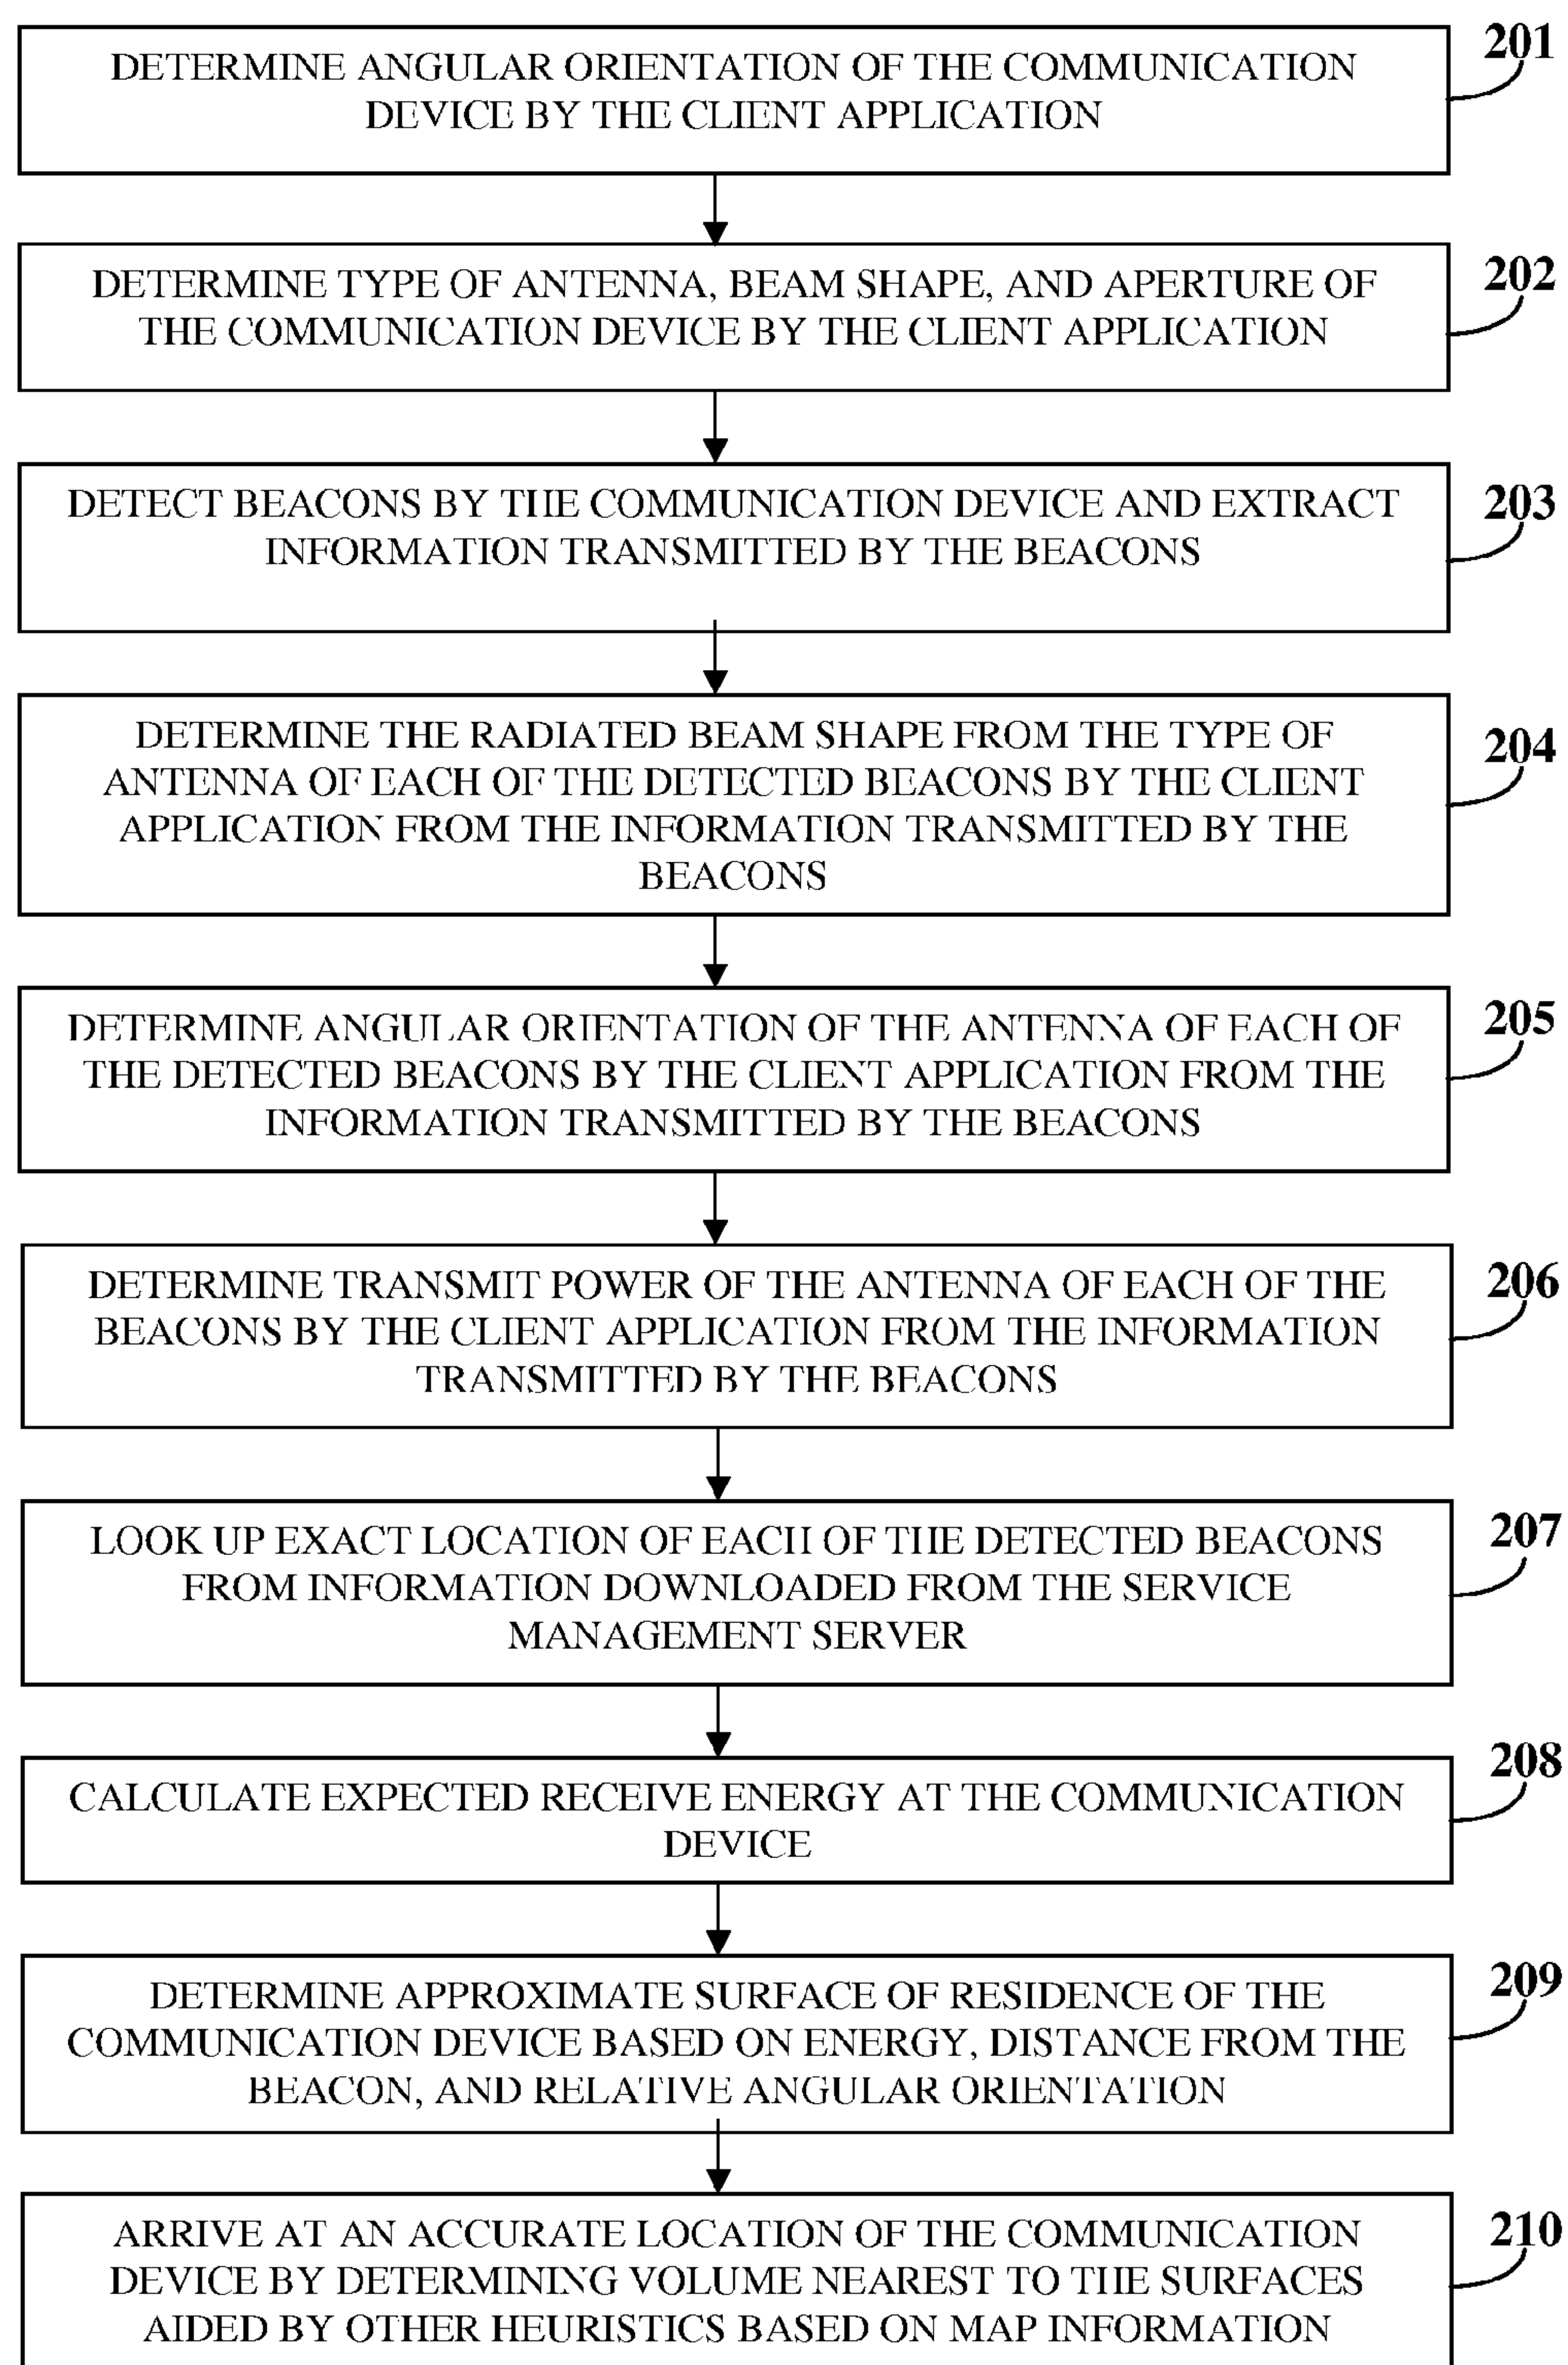 201
DETERMINE ANGULAR ORIENTATION OF THE COMMUNICATION
DEVICE BY THE CLIENT APPLICATION
202
DETERMINE TYPE OF ANTENNA, BEAM SHAPE, AND APERTURE OF
THE COMMUNICATION DEVICE BY THE CLIENT APPLICATION
203
DETECT BEACONS BY THE COMMUNICATION DEVICE AND EXTRACT
INFORMATION TRANSMITTED BY THE BEACONS
204
DETERMINE THE RADIATED BEAM SHAPE FROM THE TYPE OF
ANTENNA OF EACH OF THE DETECTED BEACONS BY THE CLIENT
APPLICATION FROM THE INFORMATION TRANSMITTED BY THE
BEACONS
205
DETERMINE ANGULAR ORIENTATION OF THE ANTENNA OF EACH OF
THE DETECTED BEACONS BY THE CLIENT APPLICATION FROM THE
INFORMATION TRANSMITTED BY THE BEACONS
206
DETERMINE TRANSMIT POWER OF THE ANTENNA OF EACH OF THE
BEACONS BY THE CLIENT APPLICATION FROM THE INFORMATION
TRANSMITTED BY THE BEACONS
207
LOOK UP EXACT LOCATION OF EACH OF THE DETECTED BEACONS
FROM INFORMATION DOWNLOADED FROM THE SERVICE
MANAGEMENT SERVER
208
CALCULATE EXPECTED RECEIVE ENERGY AT THE COMMUNICATION
DEVICE
209
DETERMINE APPROXIMATE SURFACE OF RESIDENCE OF THE
COMMUNICATION DEVICE BASED ON ENERGY, DISTANCE FROM THE
BEACON, AND RELATIVE ANGULAR ORIENTATION
210
ARRIVE AT AN ACCURATE LOCATION OF THE COMMUNICATION
DEVICE BY DETERMINING VOLUME NEAREST TO THE SURFACES
AIDED BY OTHER HEURISTICS BASED ON MAP INFORMATION